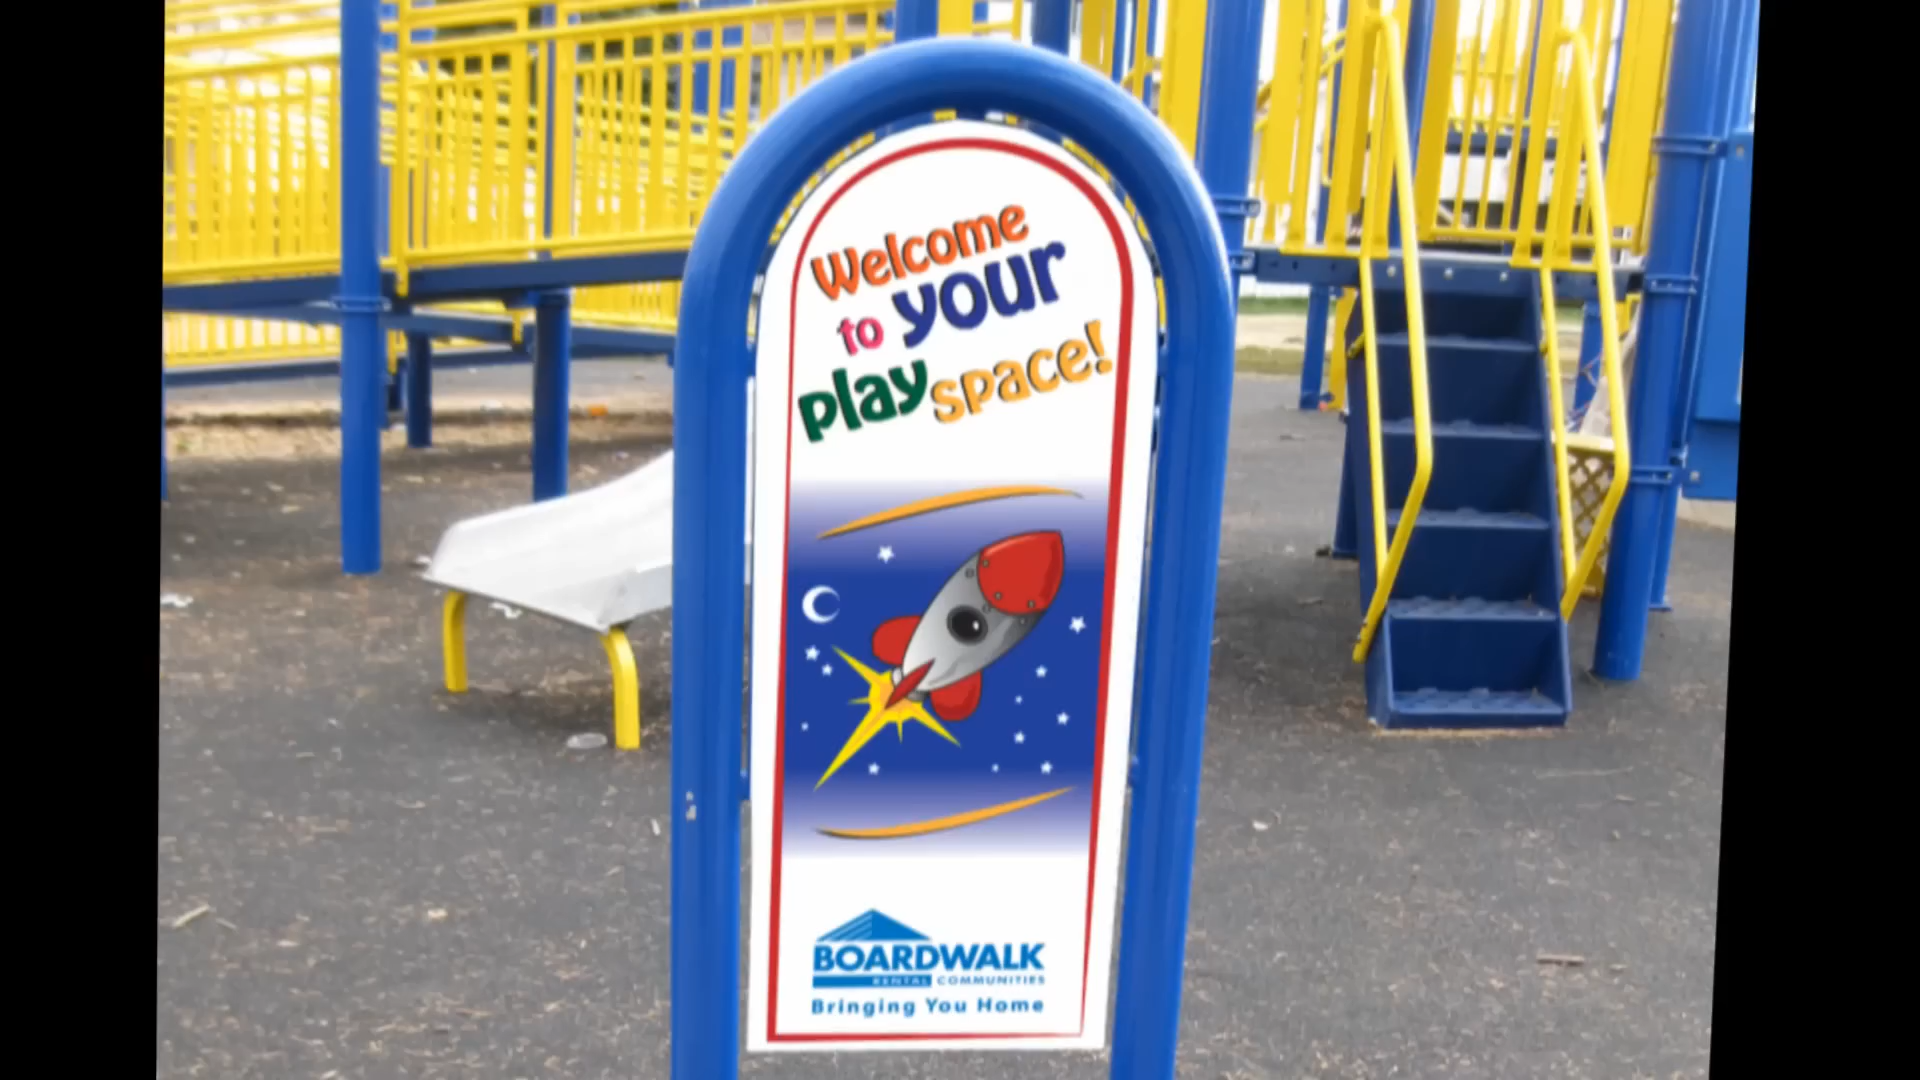 Welcome
to your
play space!
BOARDWALK
RENTAL COMMUNITIES
Bringing You Home